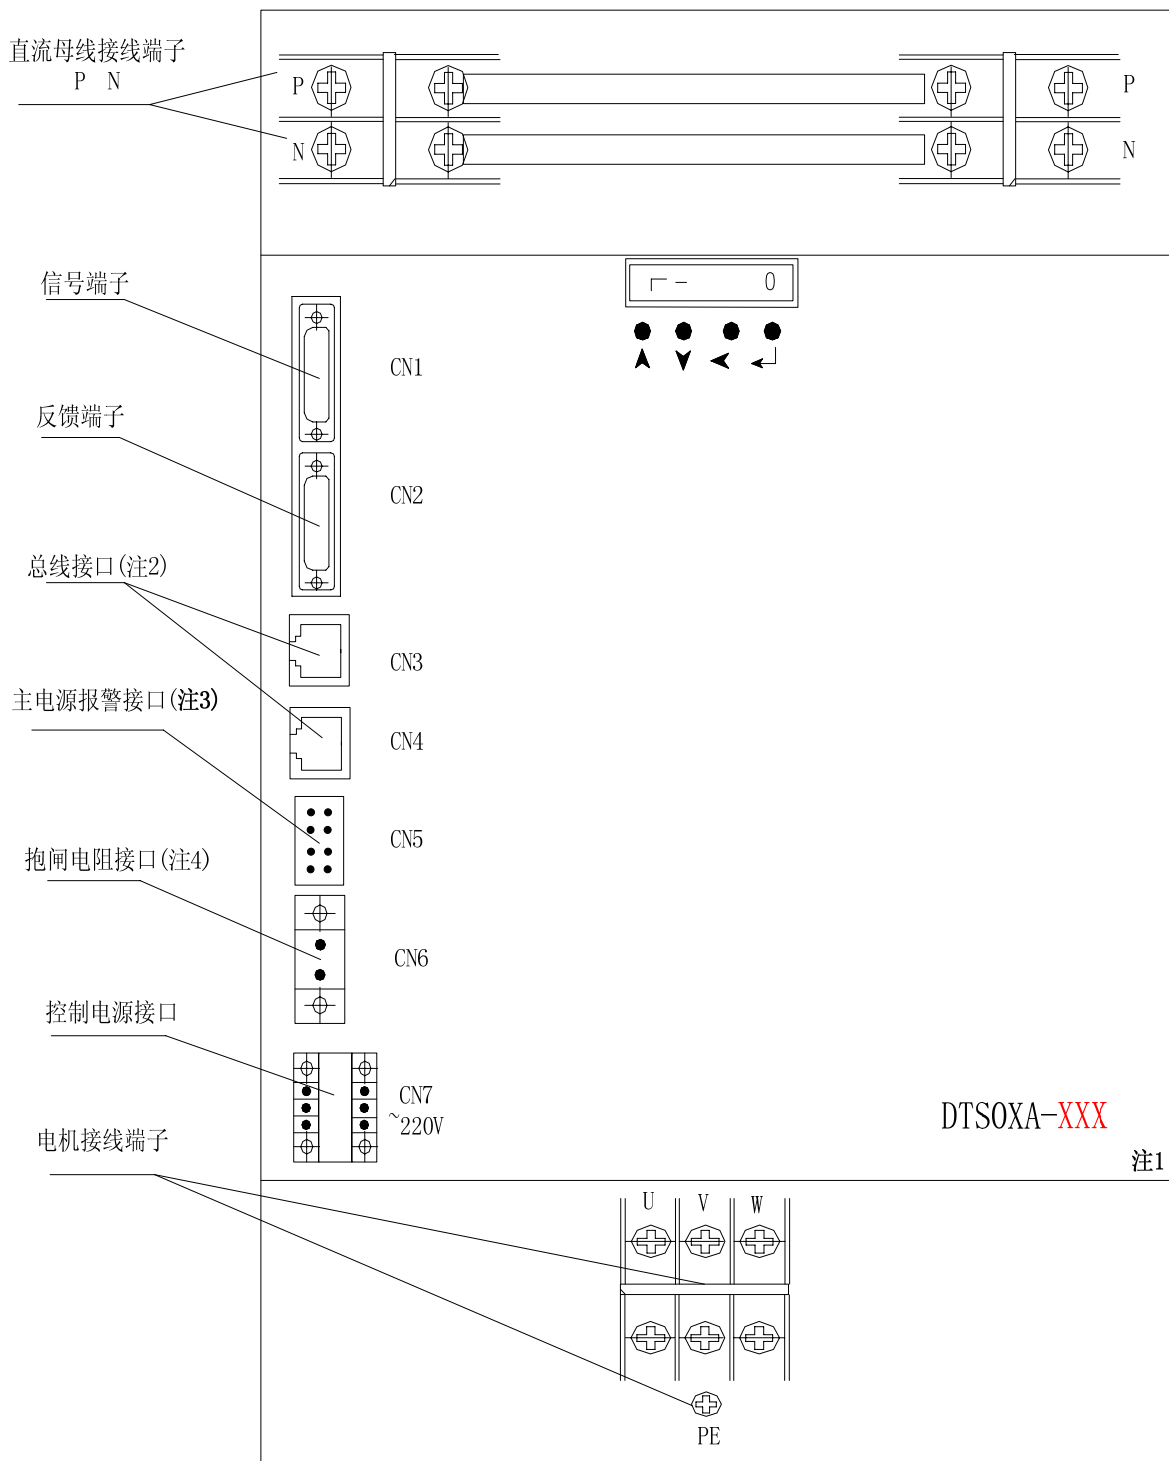 直流母线接线端子
P N
P
P
N
N
信号端子
r- 0
CN1
反馈端子
CN2
总线接口(注2)
CN3
主电源报警接口(注3)
CN4
CN5
抱闸电阻接口(注4)
CN6
控制电源接口
CN7
~220V
DTSOXA-XXX
电机接线端子
注1
U V W
PE